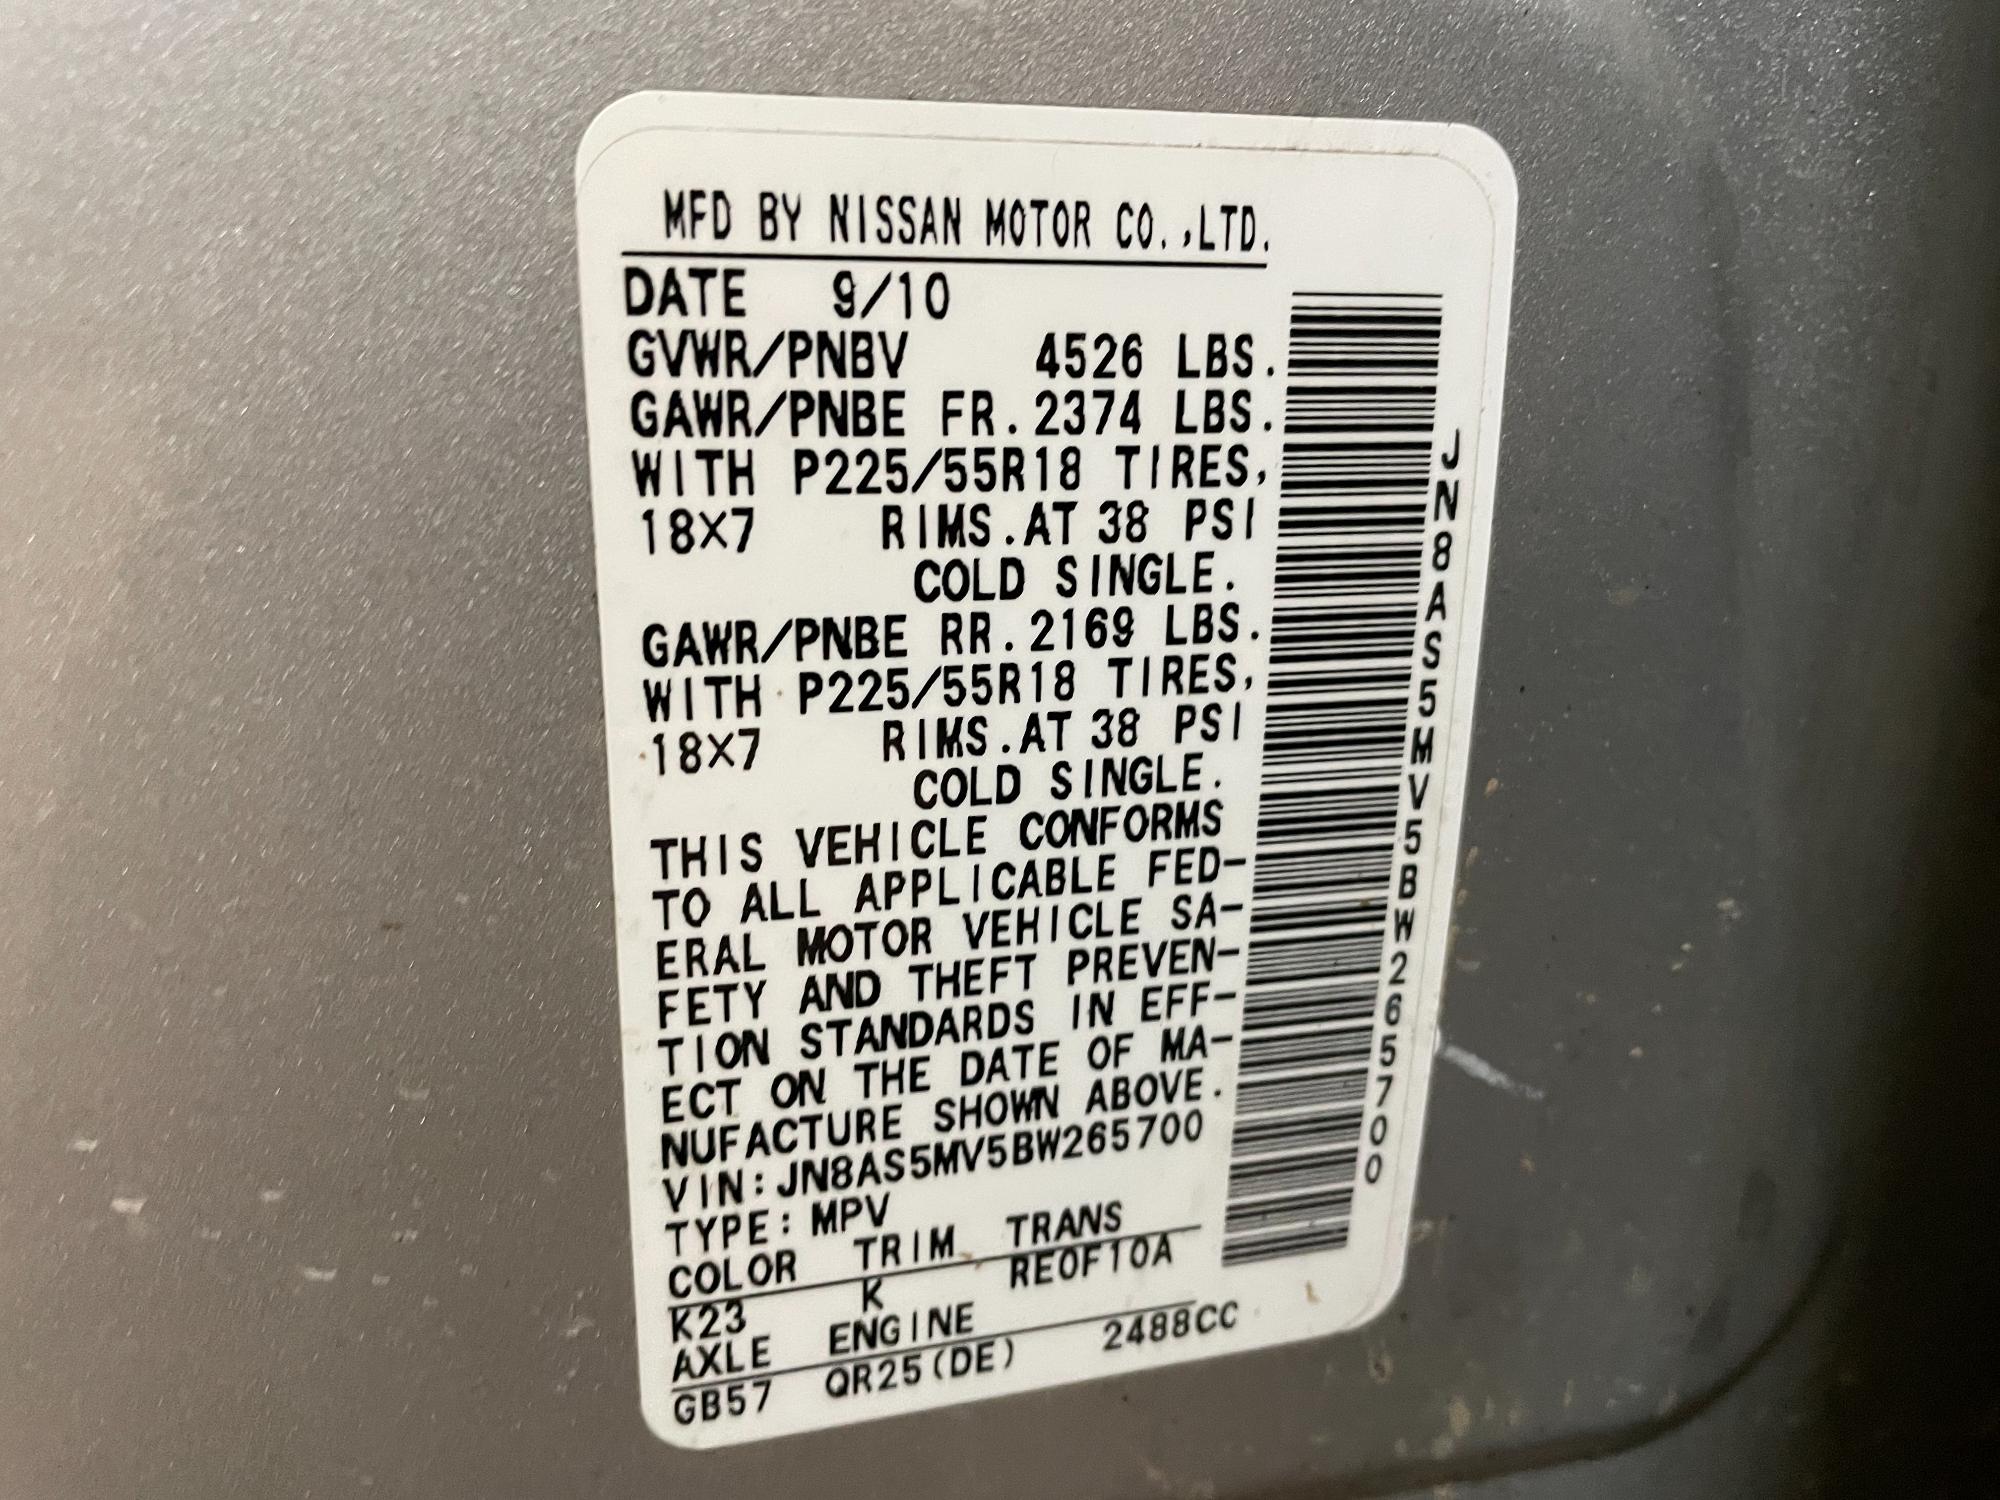 MFD BY NISSAN MOTOR CO.,LTD.
DATE 9/10
GVWR/PNBV 4526 LBS.
GAWR/PNBE FR.2374 LBS.
WITH P225/55R18 TIRES,
18X7 RIMS.AT 38 PSI
COLD SINGLE.
GAWR/PNBE RR.2169 LBS.
WITH P225/55R18 TIRES,
18X7 RIMS.AT 38 PSI
COLD SINGLE.
THIS VEHICLE CONFORMS
TO ALL APPLICABLE FED-
ERAL MOTOR VEHICLE SA-
FETY AND THEFT PREVEN-
TION STANDARDS IN EFF-
ECT ON THE DATE OF MA-
NUFACTURE SHOWN ABOVE.
VIN:JN8AS5MV5BW265700
TYPE:MPV
COLOR TRIM TRANS
K23 K RE0F10A
AXLE ENGINE
GB57 QR25(DE) 2488CC
JN8AS5MV5BW265700